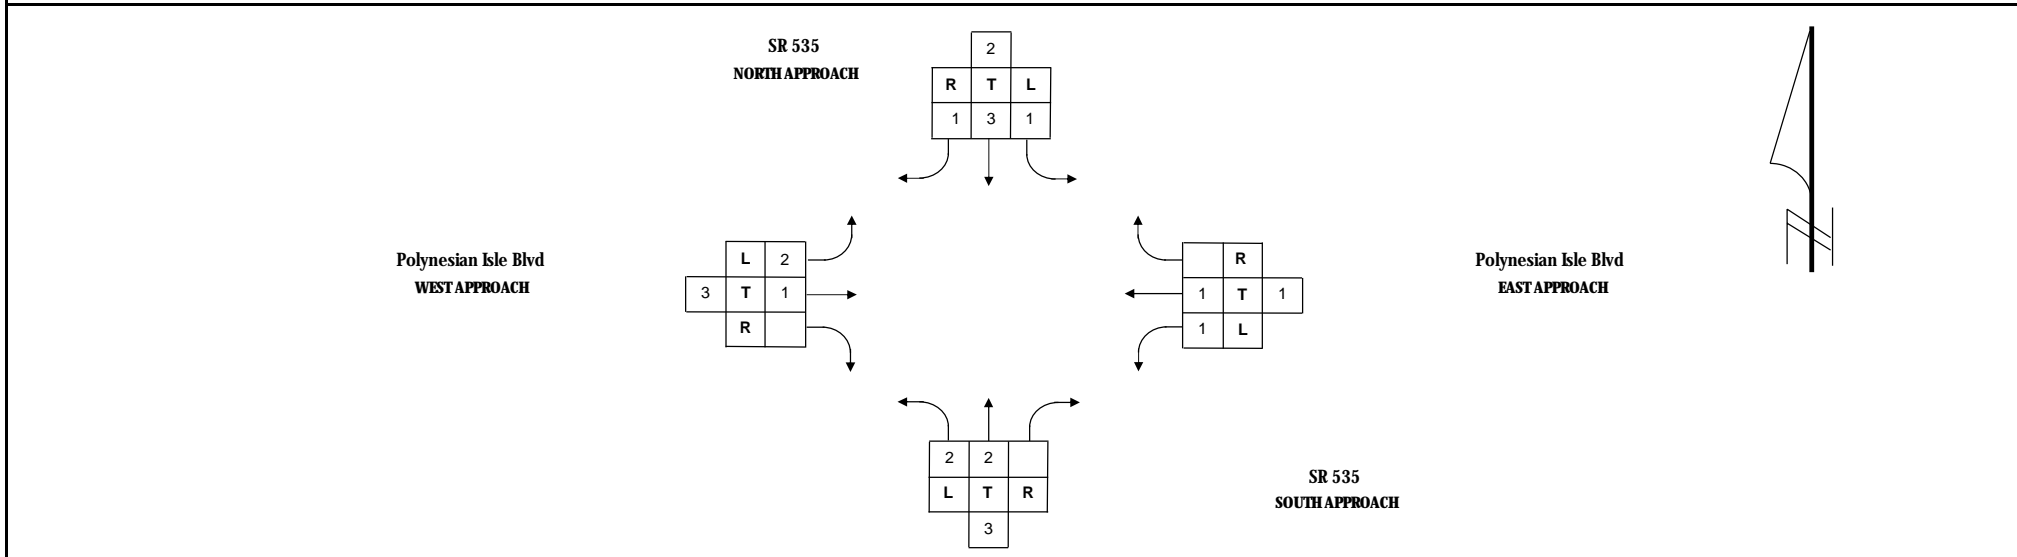 SR 535
NORTH APPROACH
2
R T L
1 3 1
Polynesian Isle Blvd
WEST APPROACH
L 2
3 T 1
R
R
1 T 1
1 L
Polynesian Isle Blvd
EAST APPROACH
2 2
L T R
3
SR 535
SOUTH APPROACH
N